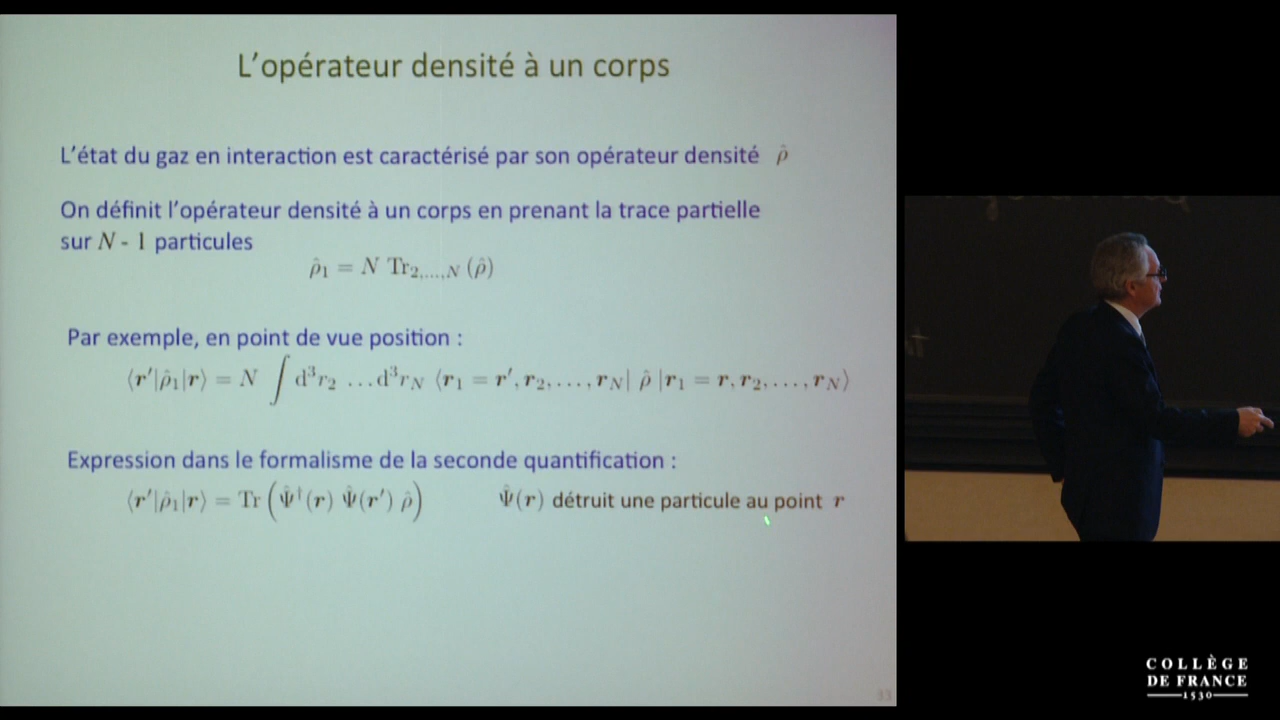 L'opérateur densité à un corps
L'état du gaz en interaction est caractérisé par son opérateur densité ρ̂
On définit l'opérateur densité à un corps en prenant la trace partielle
sur N - 1 particules
ρ̂₁ = N Tr₂,…,N (ρ̂)
Par exemple, en point de vue position :
⟨r′|ρ̂₁|r⟩ = N ∫ d³r₂ …d³r_N ⟨r₁ = r′, r₂, …, r_N| ρ̂ |r₁ = r, r₂, …, r_N⟩
Expression dans le formalisme de la seconde quantification :
⟨r′|ρ̂₁|r⟩ = Tr (Ψ̂†(r) Ψ̂(r′) ρ̂)
Ψ̂(r) détruit une particule au point r
33
COLLÈGE
DE FRANCE
1530